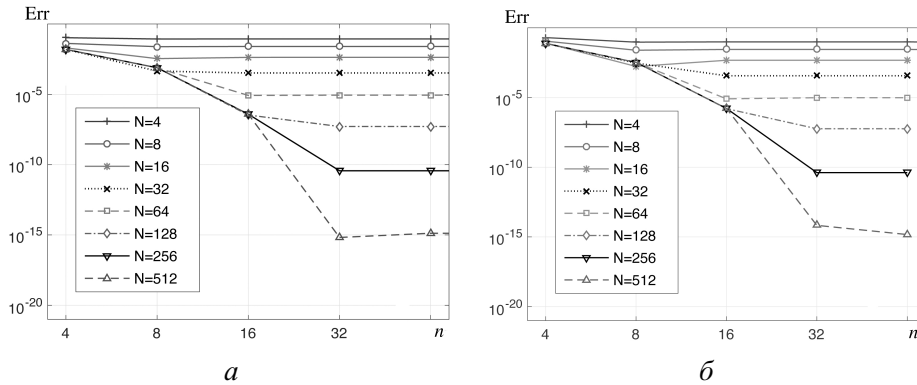 Err
10^-5
10^-10
10^-15
10^-20
N=4
N=8
N=16
N=32
N=64
N=128
N=256
N=512
4 8 16 32 n
а
Err
10^-5
10^-10
10^-15
10^-20
N=4
N=8
N=16
N=32
N=64
N=128
N=256
N=512
4 8 16 32 n
б